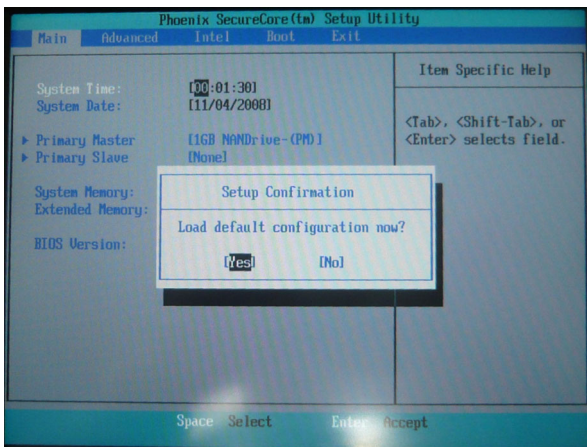 Phoenix SecureCore(tm) Setup Utility
Main Advanced Intel Boot Exit
Item Specific Help
System Time: [00:01:30]
System Date: [11/04/2008]
<Tab>, <Shift-Tab>, or
<Enter> selects field.
Primary Master [1GB NANDrive-(PM)]
Primary Slave [None]
System Memory:
Extended Memory:
BIOS Version:
Setup Confirmation
Load default configuration now?
[Yes] [No]
Space Select Enter Accept